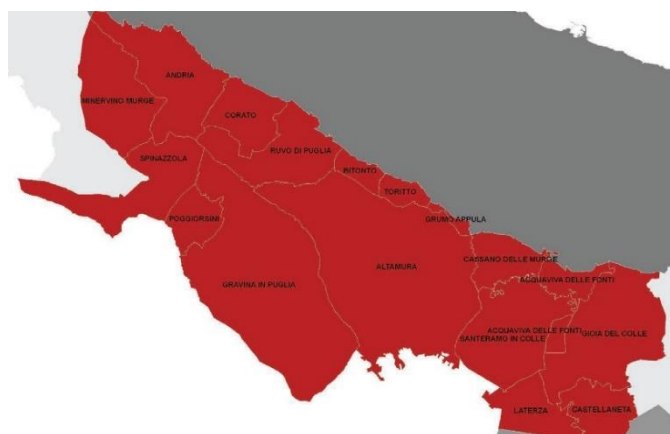 ANDRIA
MINERVINO MURGE
CORATO
RUVO DI PUGLIA
SPINAZZOLA
BITONTO
TORITTO
POGGIORSINI
GRUMO APPULA
CASSANO DELLE MURGE
ALTAMURA
ACQUAVIVA DELLE FONTI
GRAVINA IN PUGLIA
ACQUAVIVA DELLE FONTI
GIOIA DEL COLLE
SANTERAMO IN COLLE
LATERZA
CASTELLANETA